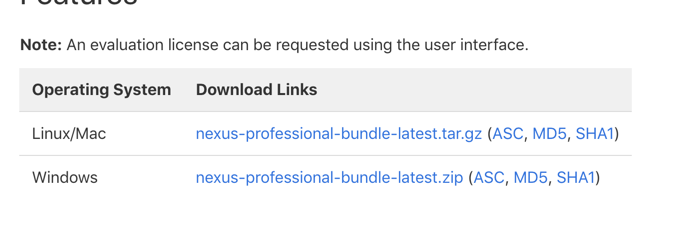 Features
Note: An evaluation license can be requested using the user interface.
Operating System Download Links
Linux/Mac nexus-professional-bundle-latest.tar.gz (ASC, MD5, SHA1)
Windows nexus-professional-bundle-latest.zip (ASC, MD5, SHA1)